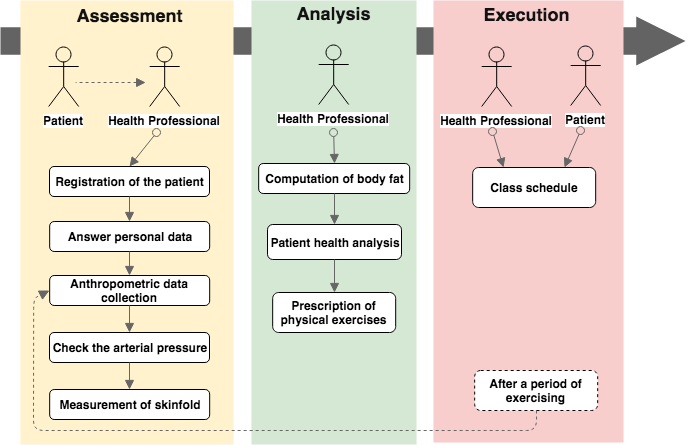 Assessment
Patient
Health Professional
Registration of the patient
Answer personal data
Anthropometric data
collection
Check the arterial pressure
Measurement of skinfold
Analysis
Health Professional
Computation of body fat
Patient health analysis
Prescription of
physical exercises
Execution
Health Professional
Patient
Class schedule
After a period of
exercising